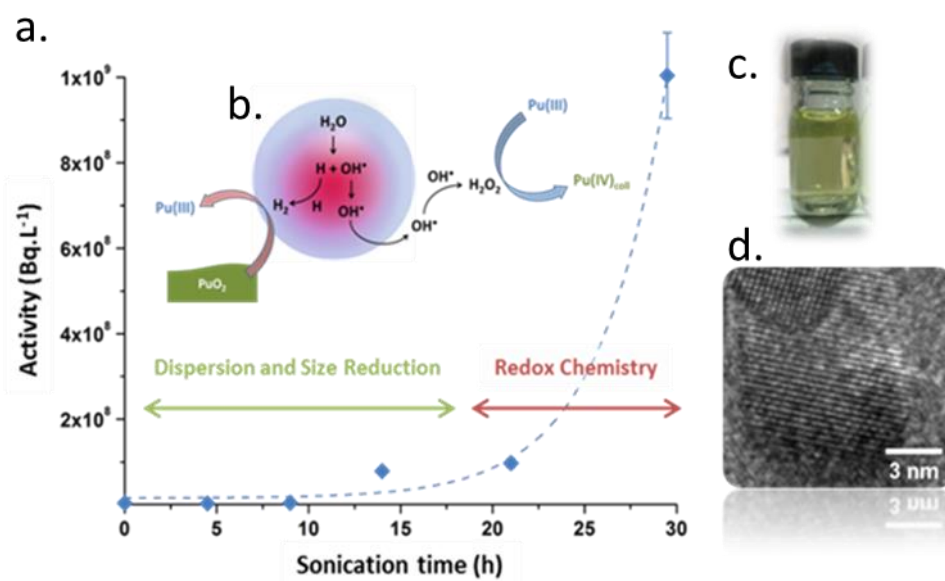 a.
1x10⁹
8x10⁸
6x10⁸
4x10⁸
2x10⁸
Activity (Bq.L⁻¹)
b.
H₂O
H + OH•
H₂
H
OH•
OH•
OH•
H₂O₂
Pu(III)
Pu(IV)coll
Pu(III)
PuO₂
Dispersion and Size Reduction
Redox Chemistry
0
5
10
15
20
25
30
Sonication time (h)
c.
d.
3 nm